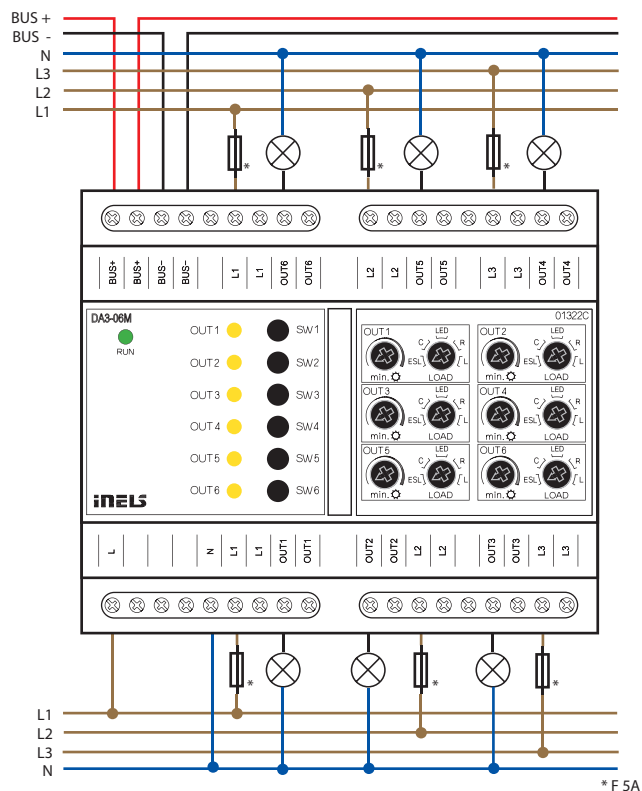 BUS +
BUS -
N
L3
L2
L1
* * *
BUS+ BUS+ BUS- BUS- L1 L1 OUT6 OUT6 L2 L2 OUT5 OUT5 L3 L3 OUT4 OUT4
DA3-06M
RUN
OUT1 SW1
OUT2 SW2
OUT3 SW3
OUT4 SW4
OUT5 SW5
OUT6 SW6
iNELS
01322C
OUT1 LED C R ESL L min. LOAD
OUT2 LED C R ESL L min. LOAD
OUT3 LED C R ESL L min. LOAD
OUT4 LED C R ESL L min. LOAD
OUT5 LED C R ESL L min. LOAD
OUT6 LED C R ESL L min. LOAD
L N L1 L1 OUT1 OUT1 OUT2 OUT2 L2 L2 OUT3 OUT3 L3 L3
* * *
L1
L2
L3
N
* F 5A